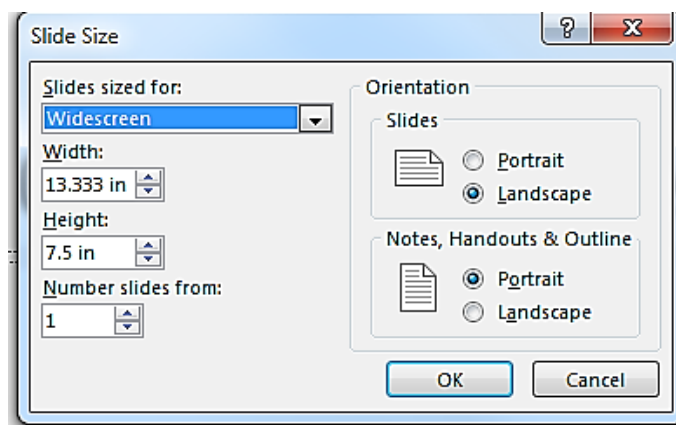 Slide Size
?
Slides sized for:
Widescreen
Width:
13.333 in
Height:
7.5 in
Number slides from:
1
Orientation
Slides
Portrait
Landscape
Notes, Handouts & Outline
Portrait
Landscape
OK
Cancel